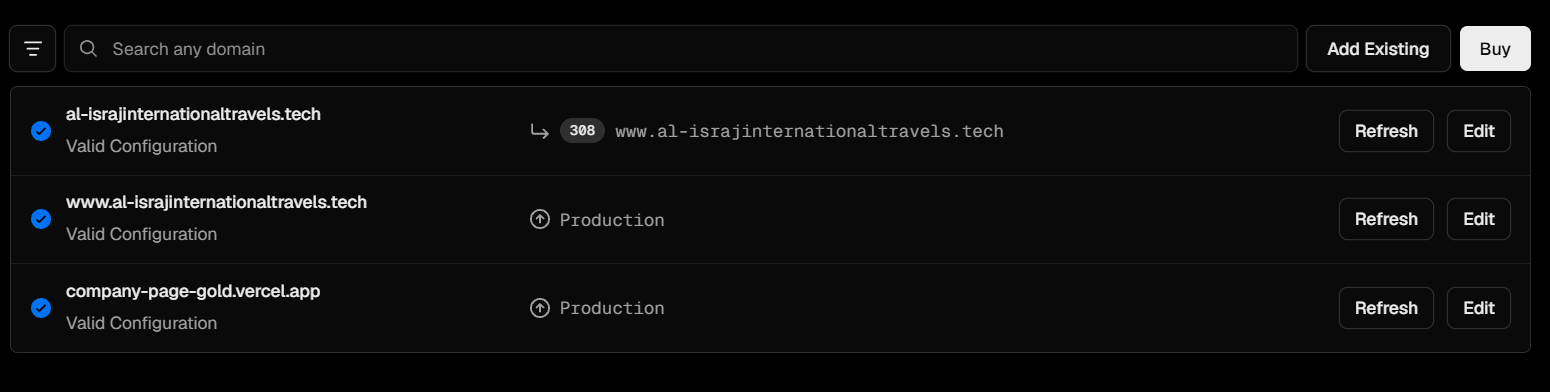 Search any domain
Add Existing
Buy
al-israjinternationaltravels.tech
Valid Configuration
308 www.al-israjinternationaltravels.tech
Refresh
Edit
www.al-israjinternationaltravels.tech
Valid Configuration
Production
Refresh
Edit
company-page-gold.vercel.app
Valid Configuration
Production
Refresh
Edit